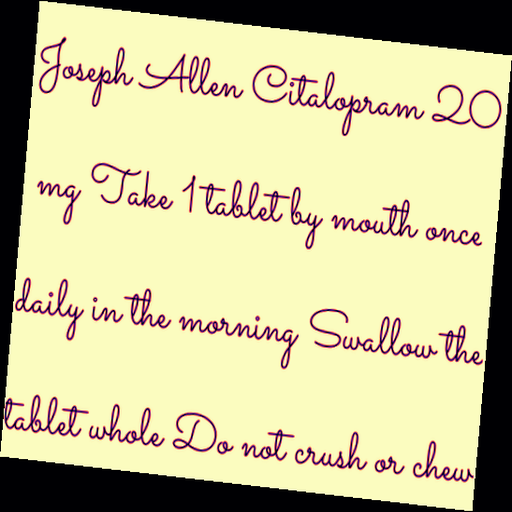 Joseph Allen Citalopram 20
mg Take 1 tablet by mouth once
daily in the morning Swallow the
tablet whole Do not crush or chew